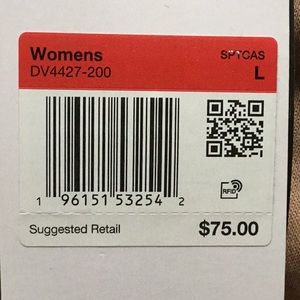 Womens SPTCAS
DV4427-200 L
1 96151 53254 2
RFID
Suggested Retail $75.00